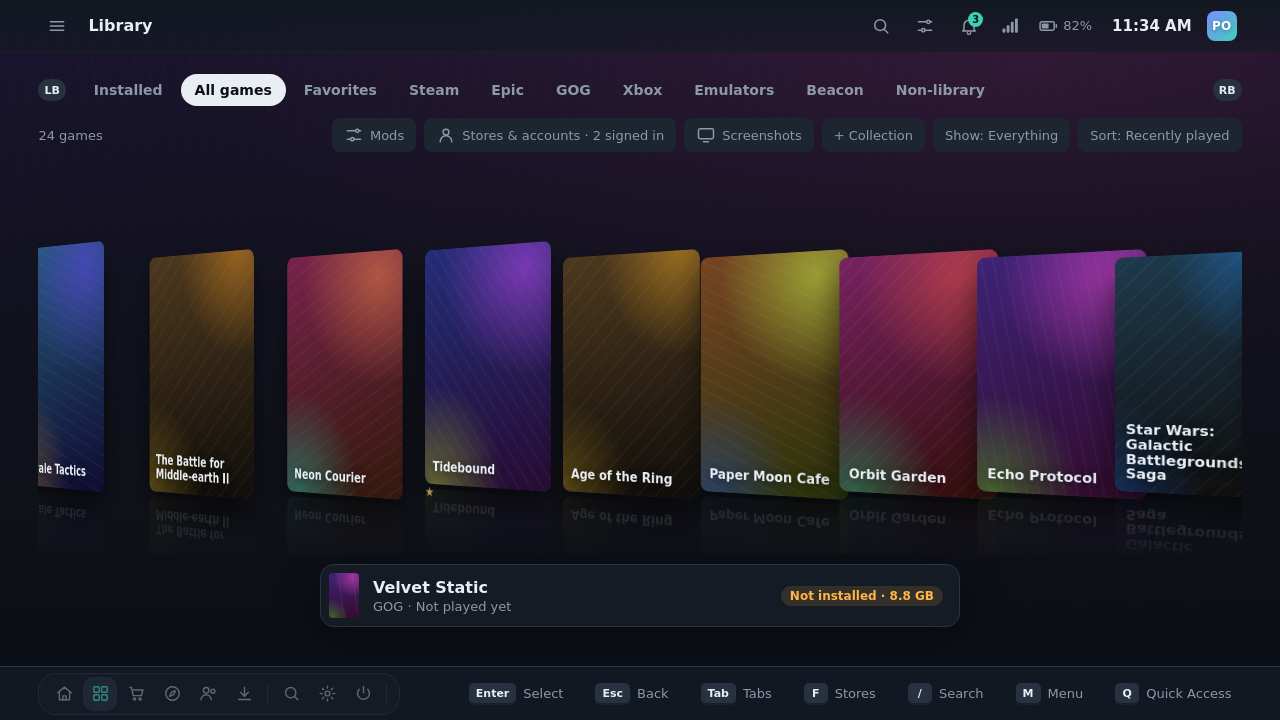 Library
3
82%
11:34 AM
PO
LB
Installed
All games
Favorites
Steam
Epic
GOG
Xbox
Emulators
Beacon
Non-library
RB
24 games
Mods
Stores & accounts · 2 signed in
Screenshots
+ Collection
Show: Everything
Sort: Recently played
Tactics
The Battle for
Middle-earth II
Neon Courier
Tidebound
Age of the Ring
Paper Moon Cafe
Orbit Garden
Echo Protocol
Star Wars:
Galactic
Battlegrounds
Saga
Velvet Static
GOG · Not played yet
Not installed · 8.8 GB
Enter Select
Esc Back
Tab Tabs
F Stores
/ Search
M Menu
Q Quick Access